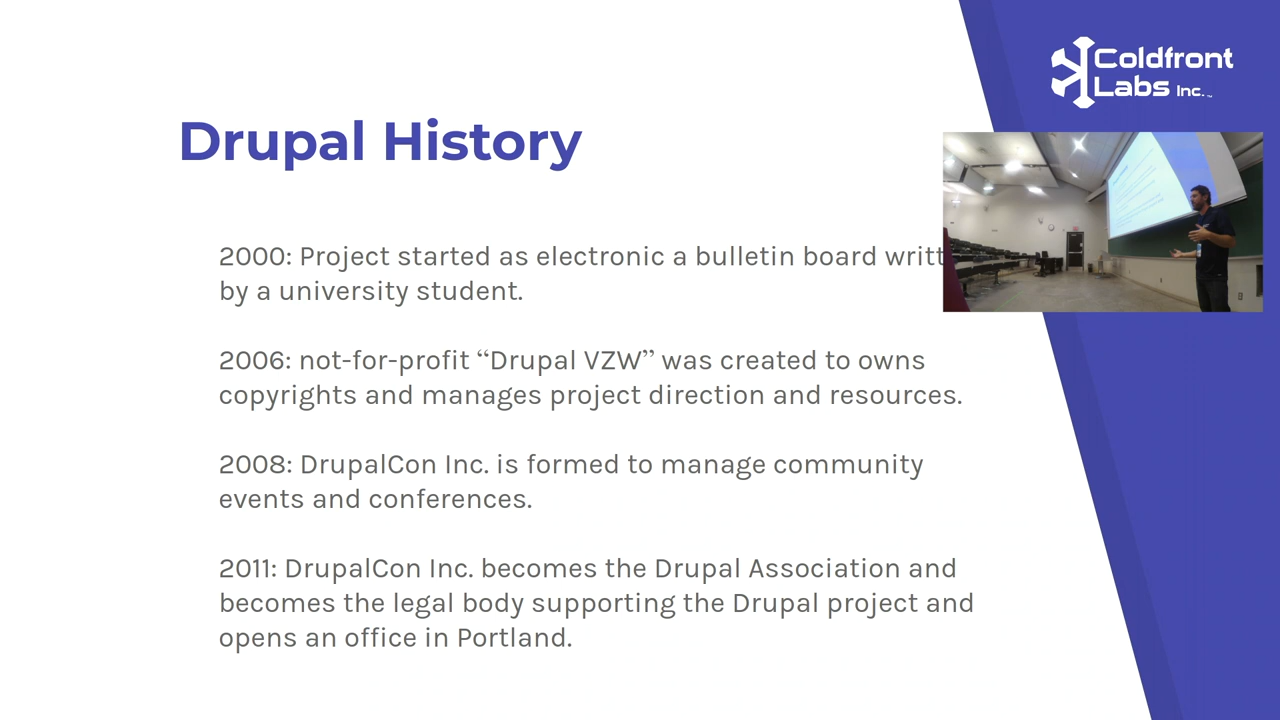 Coldfront
Labs Inc.
Drupal History
2000: Project started as electronic a bulletin board writt
by a university student.
2006: not-for-profit “Drupal VZW” was created to owns
copyrights and manages project direction and resources.
2008: DrupalCon Inc. is formed to manage community
events and conferences.
2011: DrupalCon Inc. becomes the Drupal Association and
becomes the legal body supporting the Drupal project and
opens an office in Portland.